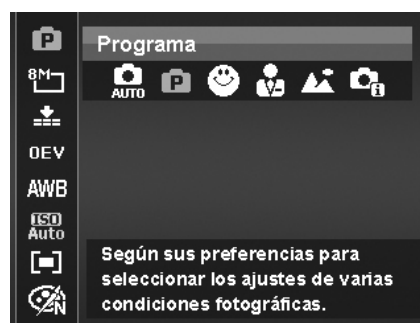 P
Programa
8M
AUTO
P
0EV
AWB
ISO
Auto
Según sus preferencias para
seleccionar los ajustes de varias
condiciones fotográficas.
N